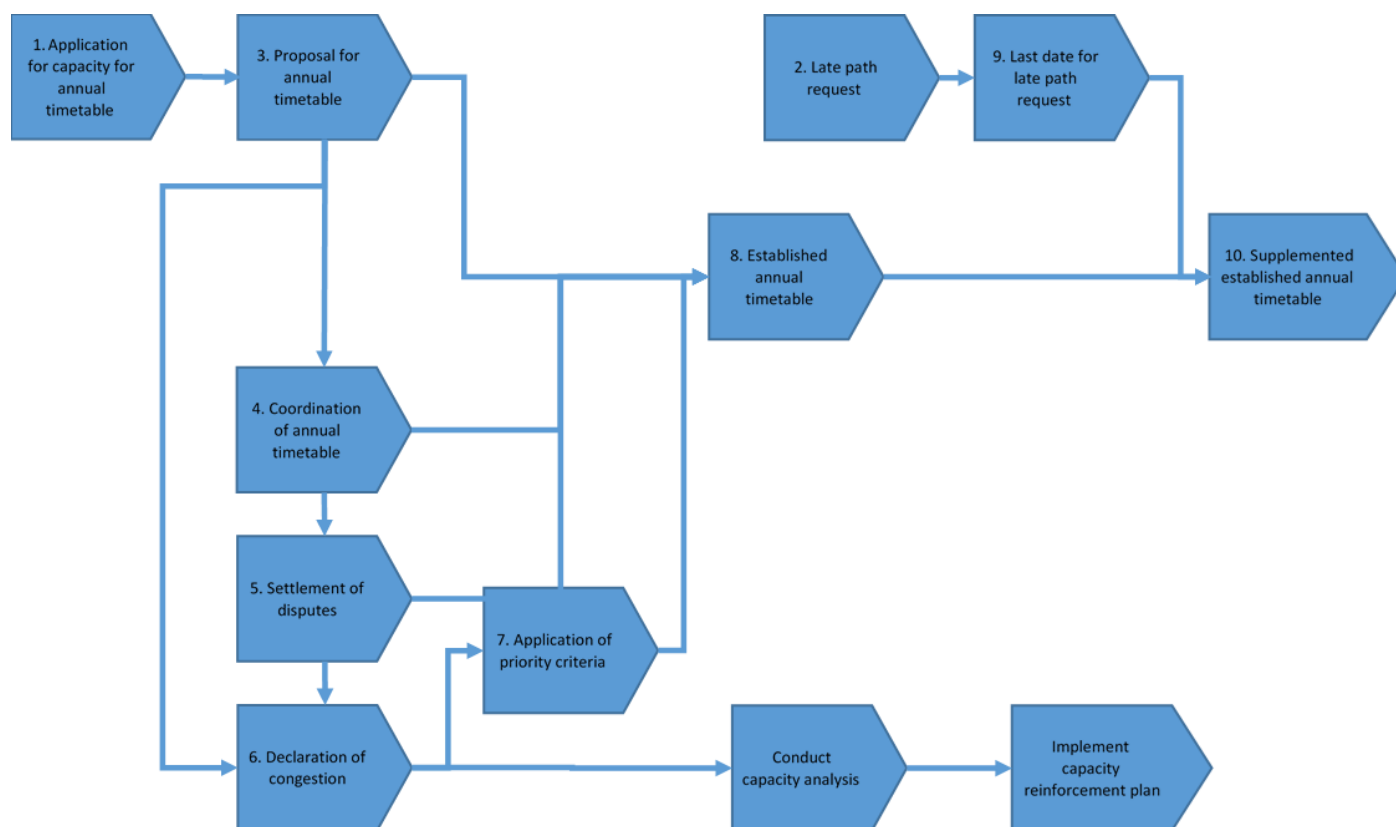 1. Application
for capacity for
annual
timetable
3. Proposal for
annual
timetable
2. Late path
request
9. Last date for
late path
request
8. Established
annual
timetable
10. Supplemented
established annual
timetable
4. Coordination
of annual
timetable
5. Settlement of
disputes
7. Application of
priority criteria
6. Declaration of
congestion
Conduct
capacity analysis
Implement
capacity
reinforcement plan